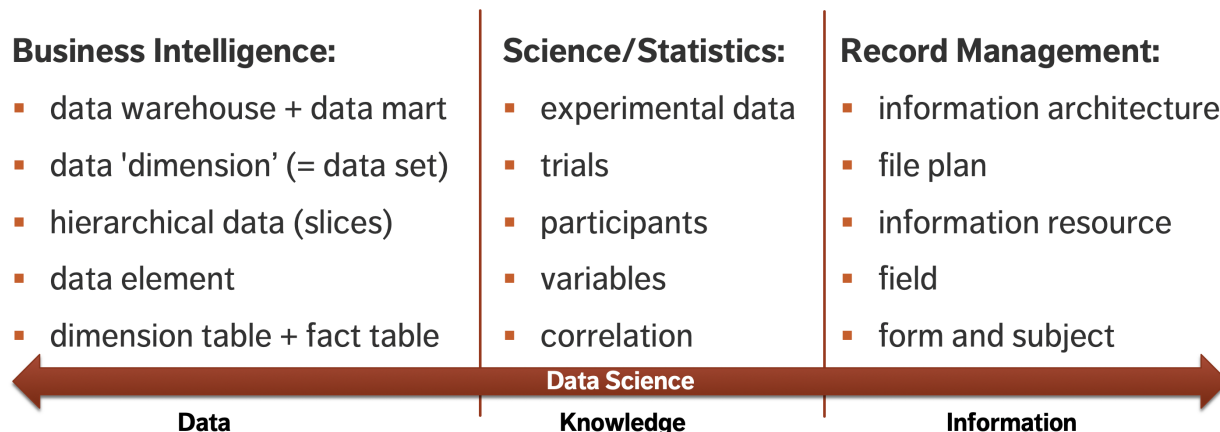 Business Intelligence:
▪ data warehouse + data mart
▪ data 'dimension’ (= data set)
▪ hierarchical data (slices)
▪ data element
▪ dimension table + fact table
Science/Statistics:
▪ experimental data
▪ trials
▪ participants
▪ variables
▪ correlation
Record Management:
▪ information architecture
▪ file plan
▪ information resource
▪ field
▪ form and subject
Data Science
Data
Knowledge
Information